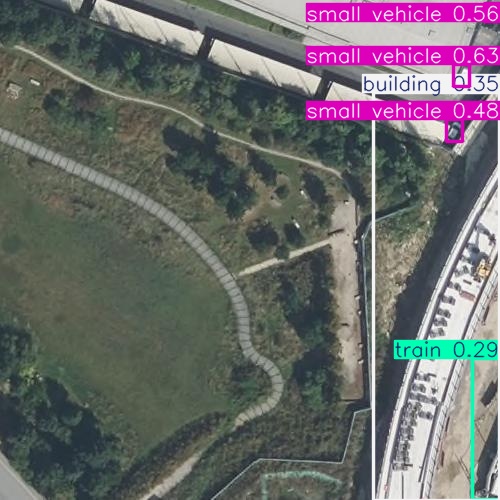 small vehicle 0.56
small vehicle 0.63
building 0.35
small vehicle 0.48
train 0.29